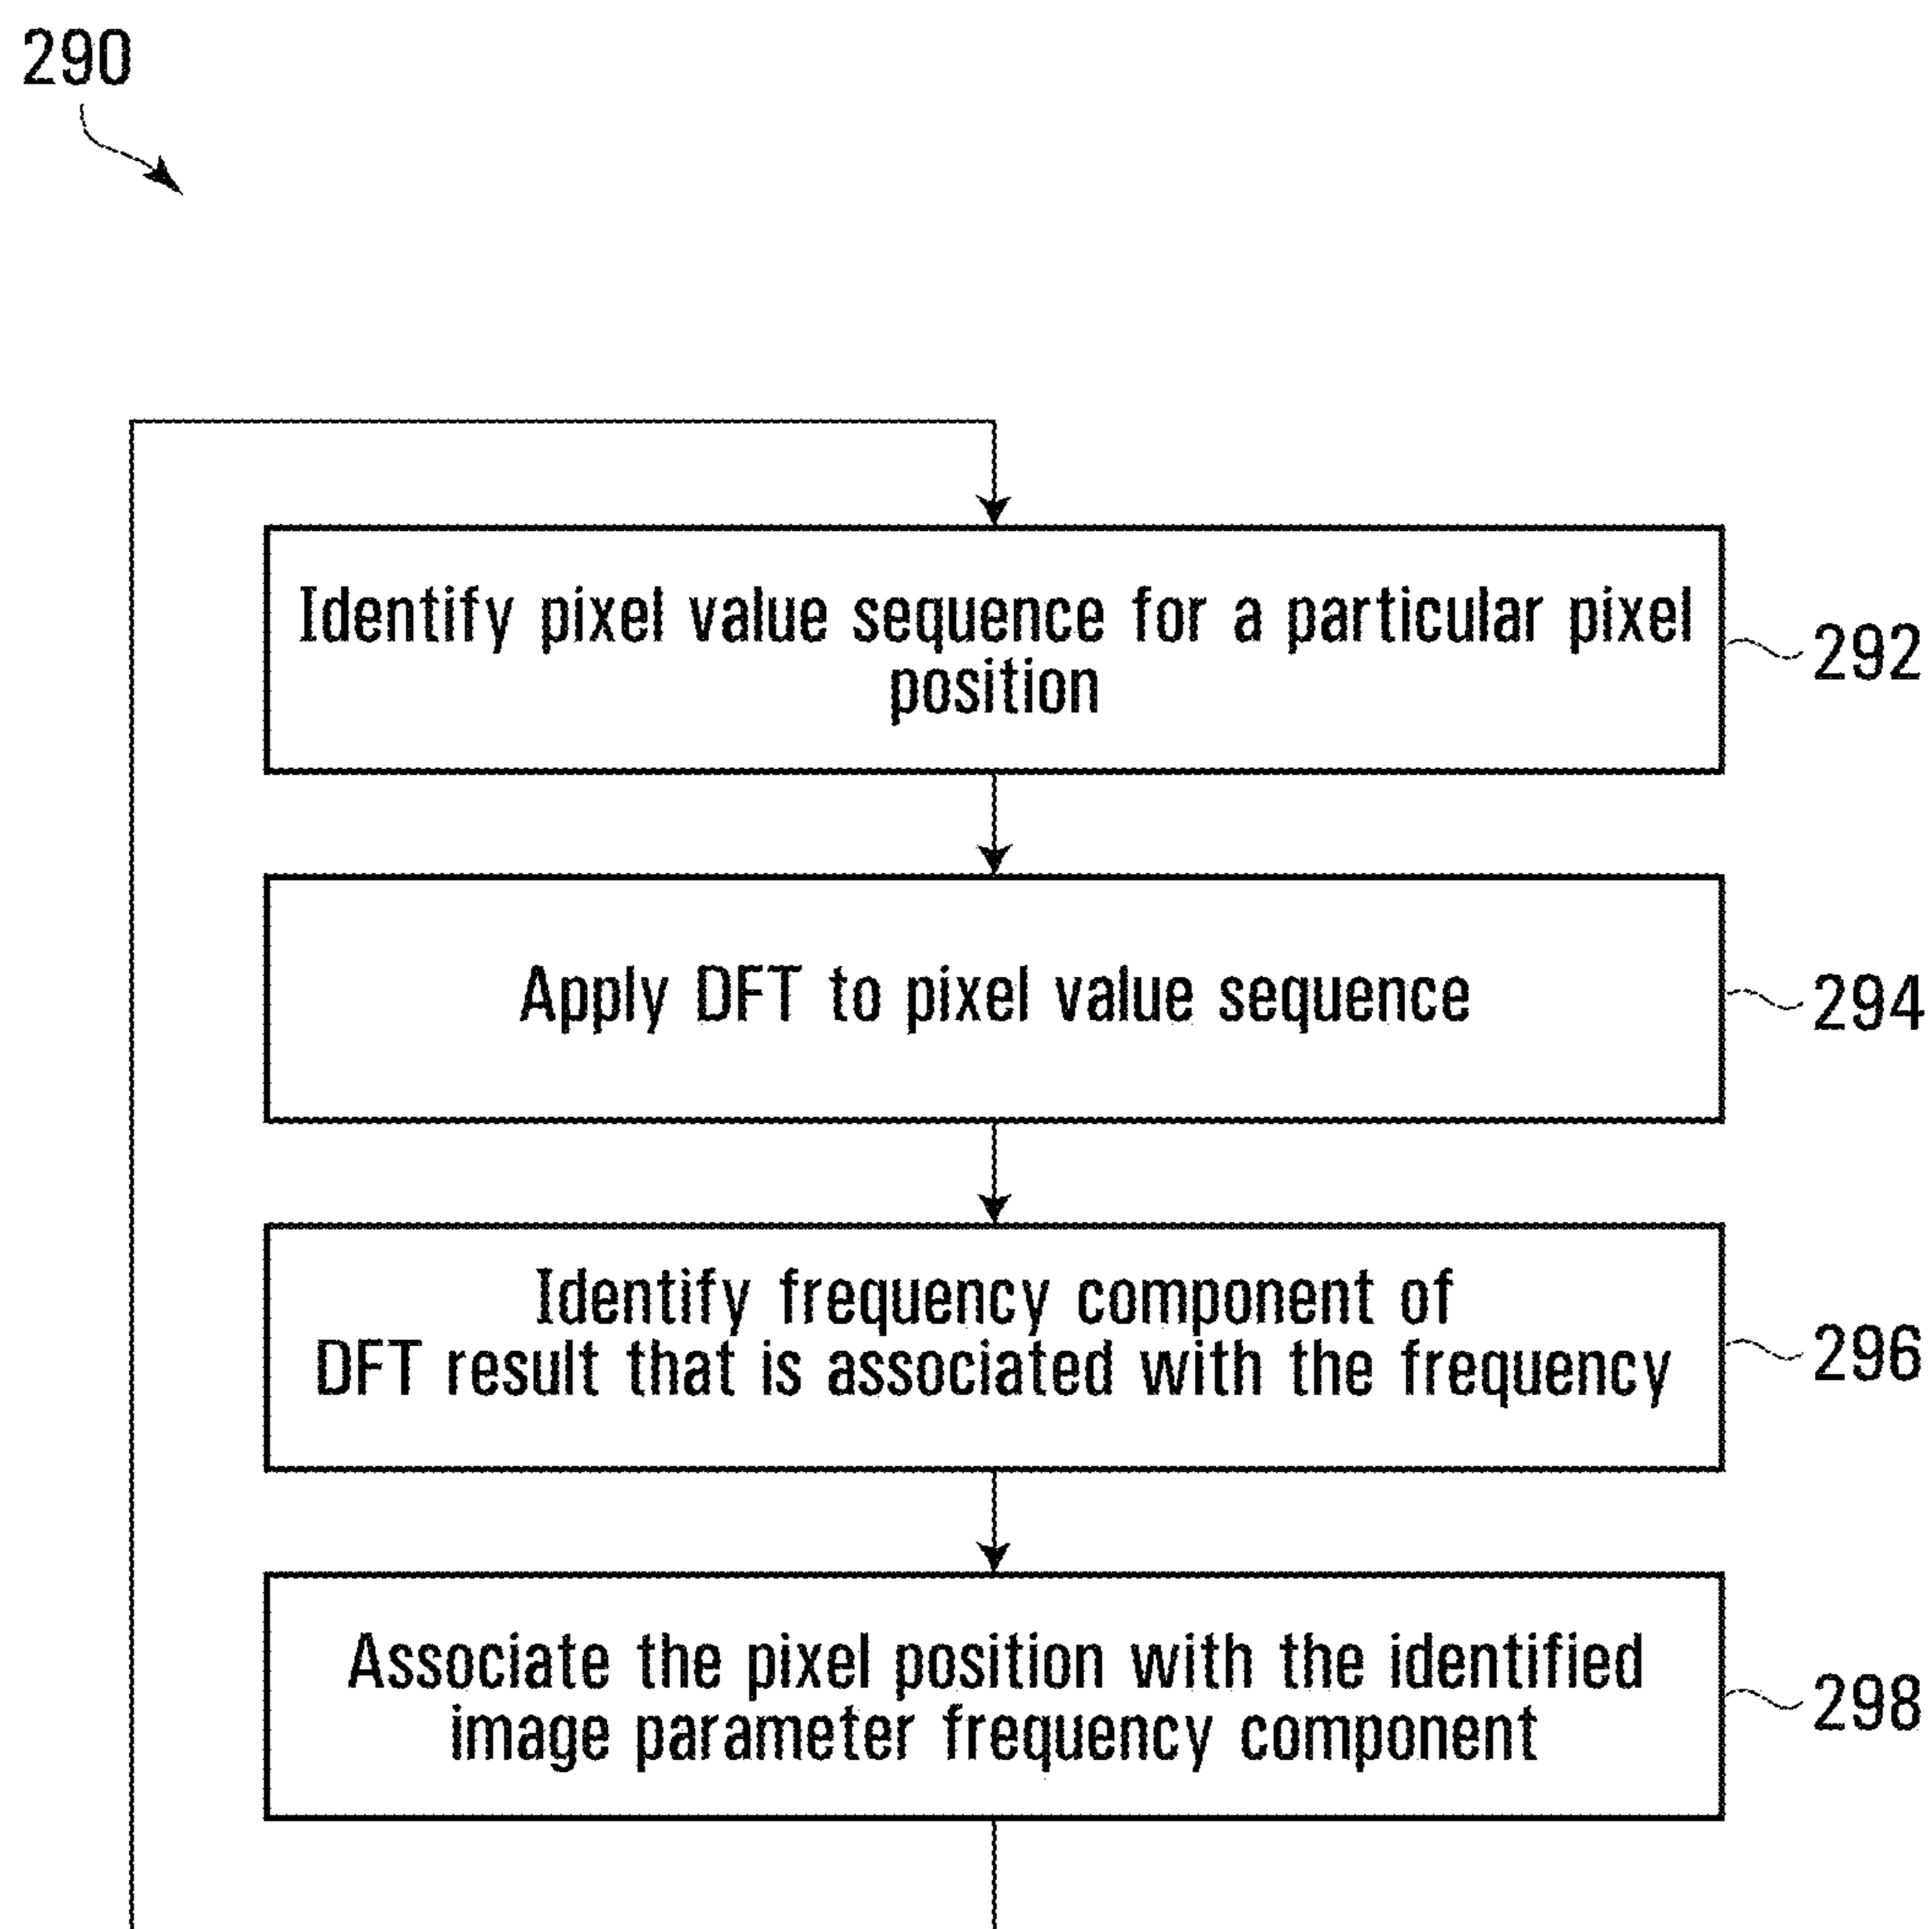 290
Identify pixel value sequence for a particular pixel
position
292
Apply DFT to pixel value sequence
294
Identify frequency component of
DFT result that is associated with the frequency
296
Associate the pixel position with the identified
image parameter frequency component
298